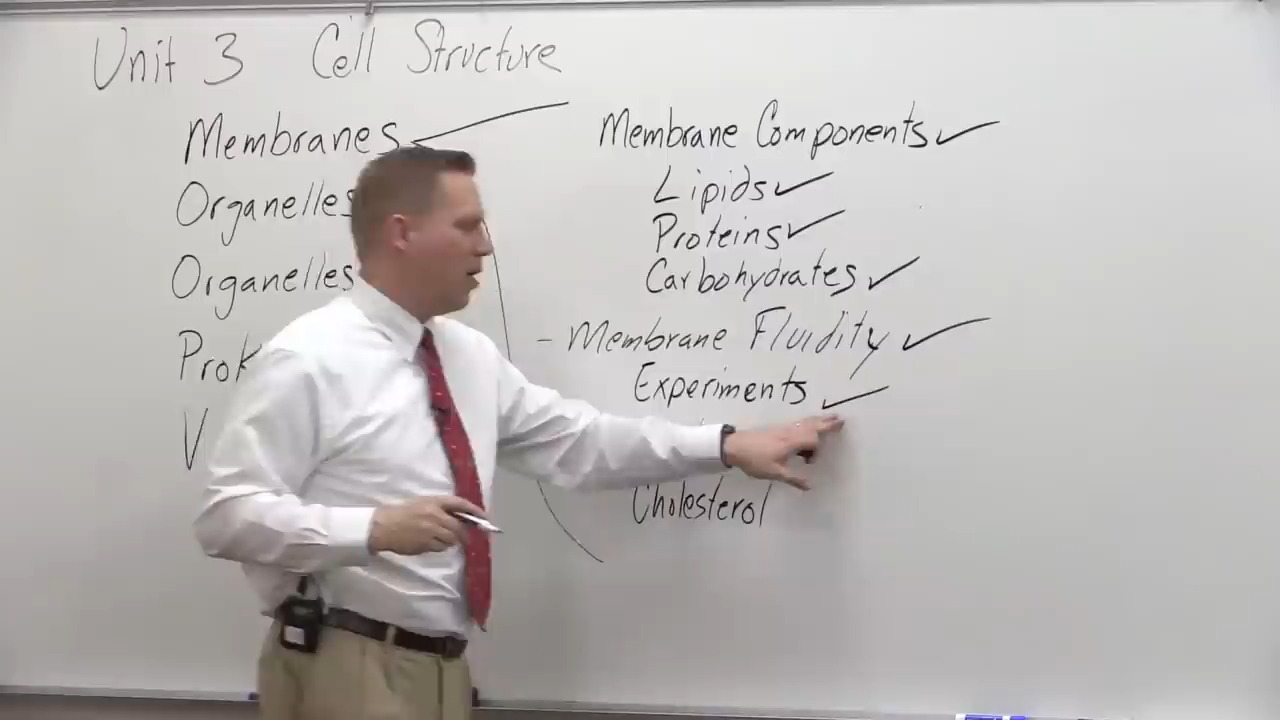 Unit 3 Cell Structure
Membranes
Organelles
Organelles
Prok
V
Membrane Components
Lipids
Proteins
Carbohydrates
- Membrane Fluidity
Experiments
Cholesterol